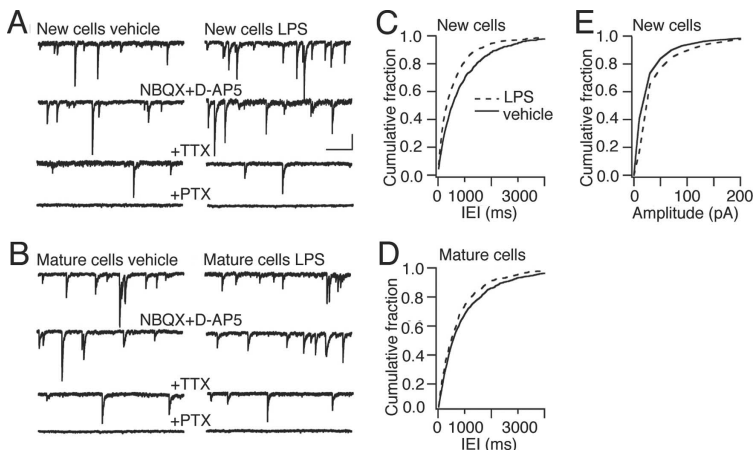 A
New cells vehicle
New cells LPS
NBQX+D-AP5
+TTX
+PTX
B
Mature cells vehicle
Mature cells LPS
NBQX+D-AP5
+TTX
+PTX
C
New cells
Cumulative fraction
1.0
0.8
0.6
0.4
0.2
0.0
LPS
vehicle
1000
3000
IEI (ms)
D
Mature cells
Cumulative fraction
1.0
0.8
0.6
0.4
0.2
0.0
1000
3000
IEI (ms)
E
New cells
Cumulative fraction
1.0
0.8
0.6
0.4
0.2
0.0
0
100
200
Amplitude (pA)